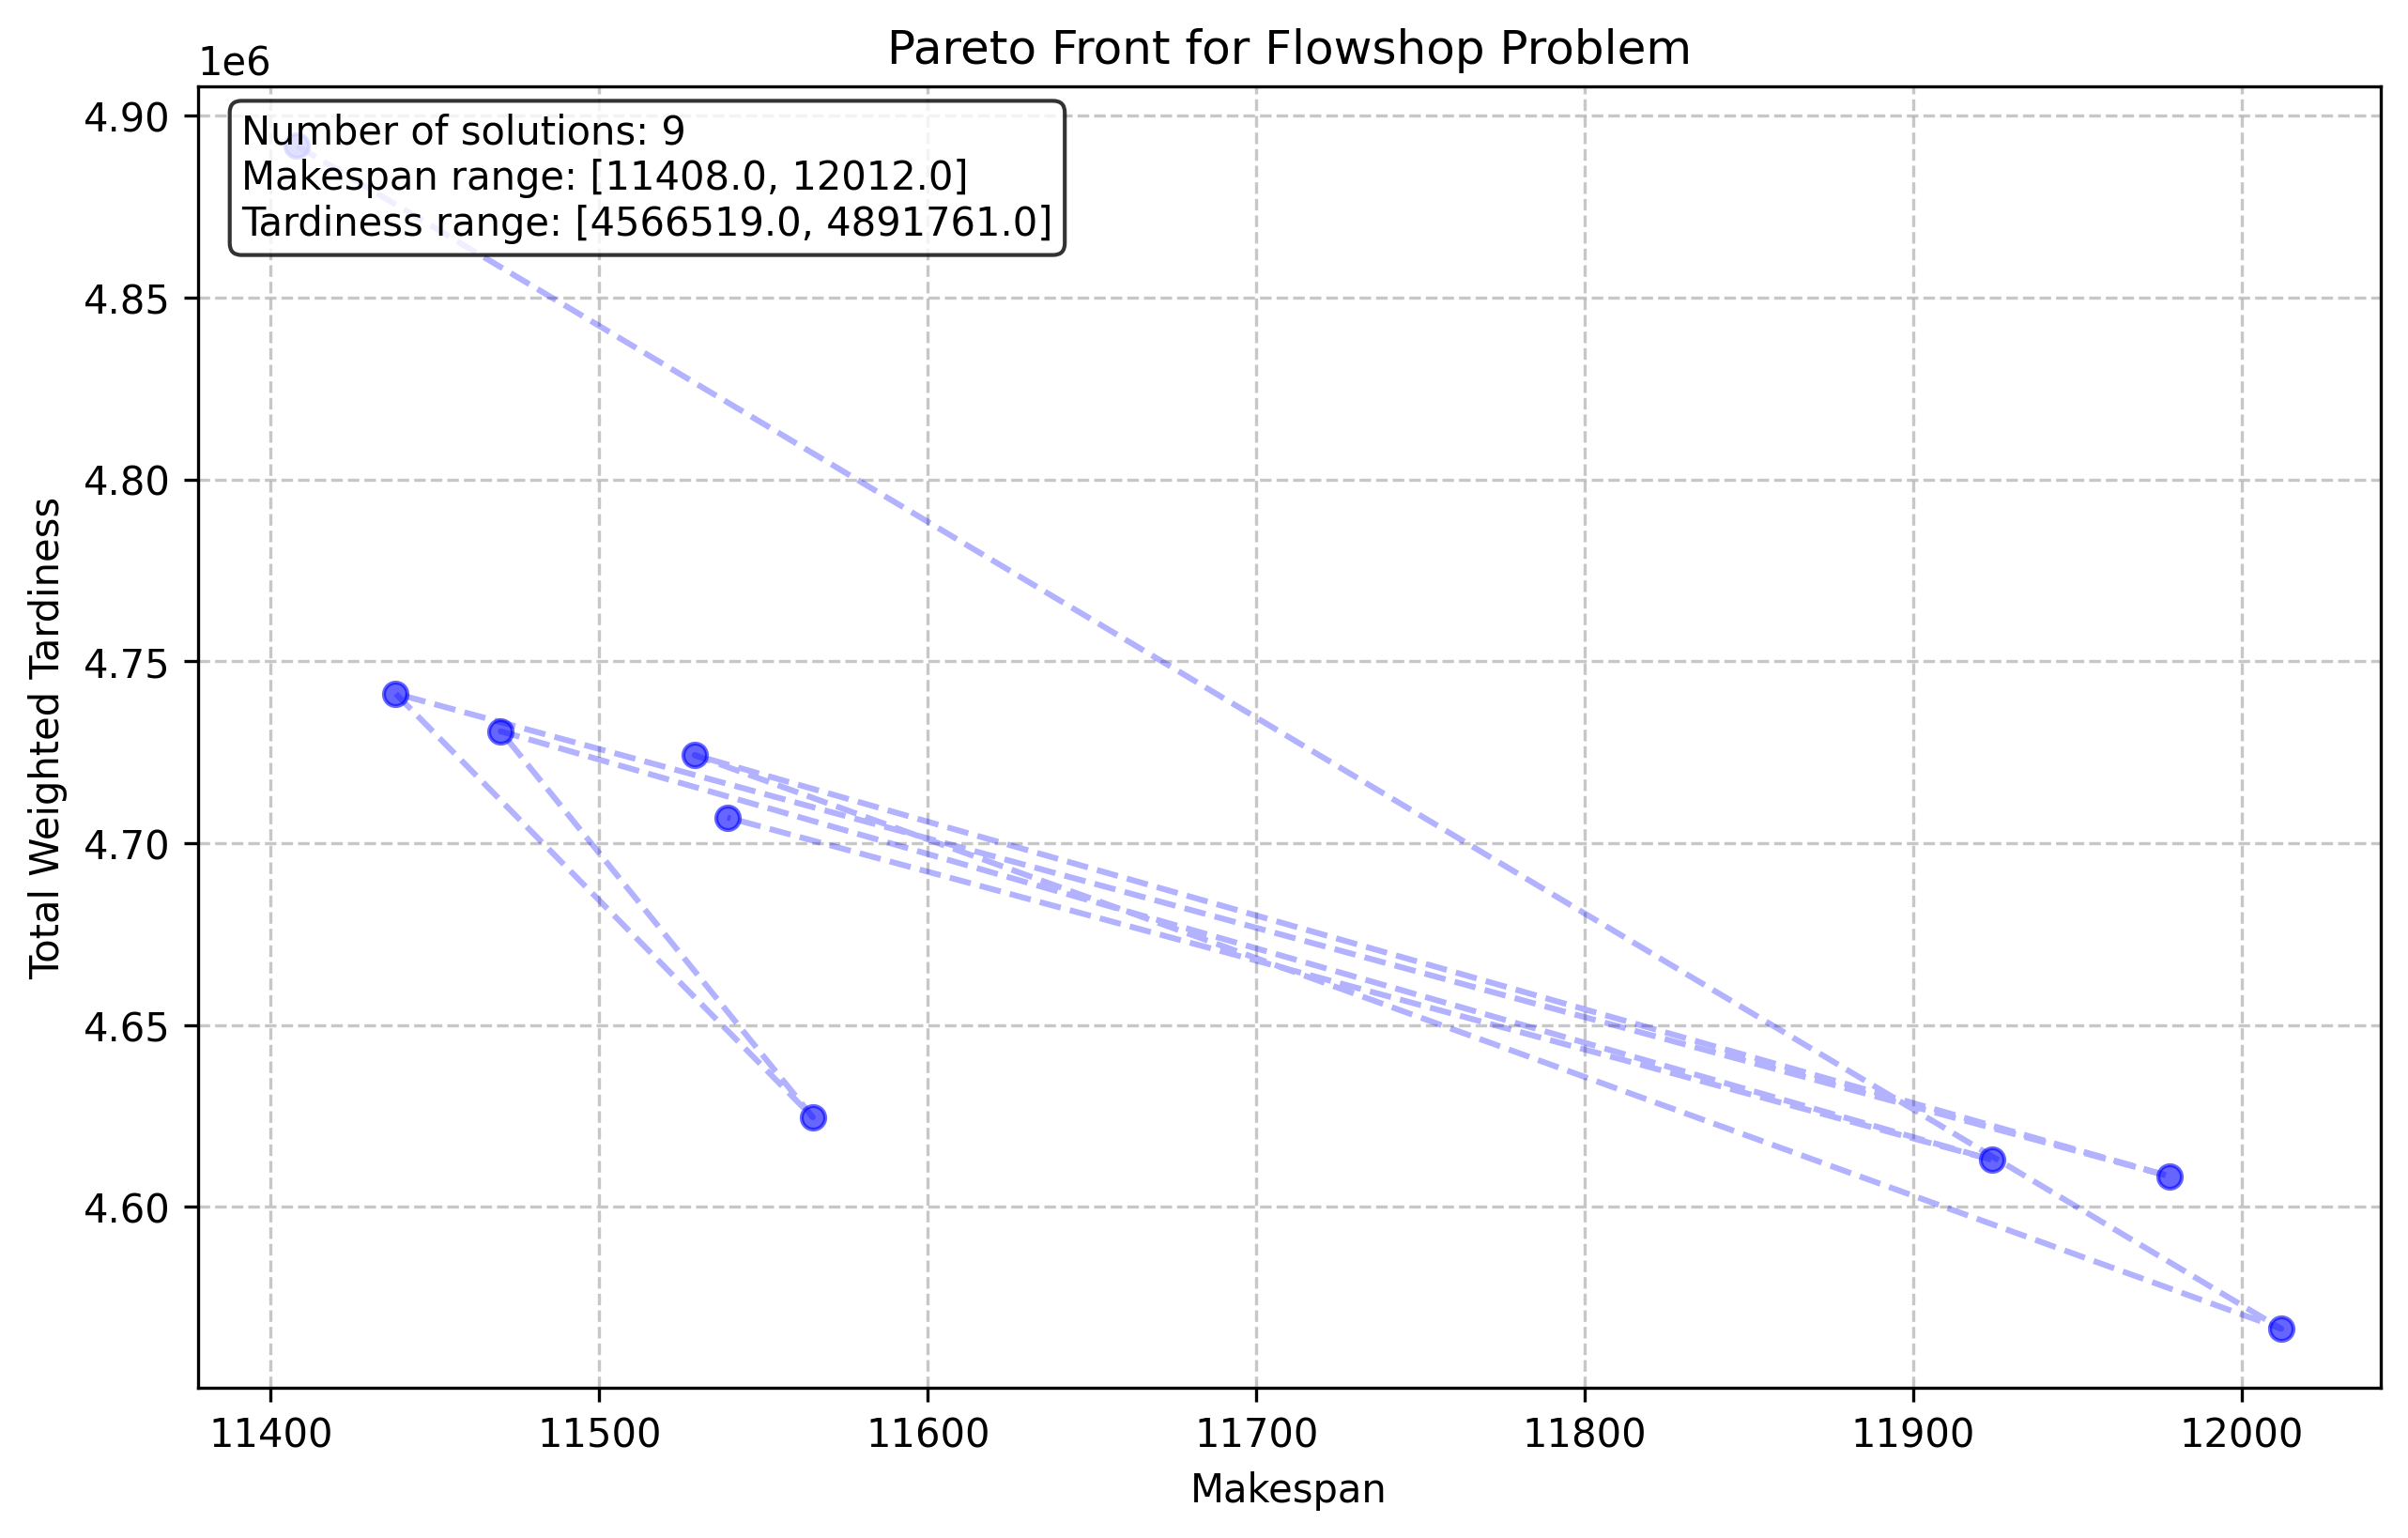 Pareto Front for Flowshop Problem
1e6
Number of solutions: 9
Makespan range: [11408.0, 12012.0]
Tardiness range: [4566519.0, 4891761.0]
4.90
4.85
4.80
4.75
4.70
4.65
4.60
Total Weighted Tardiness
11400 11500 11600 11700 11800 11900 12000
Makespan